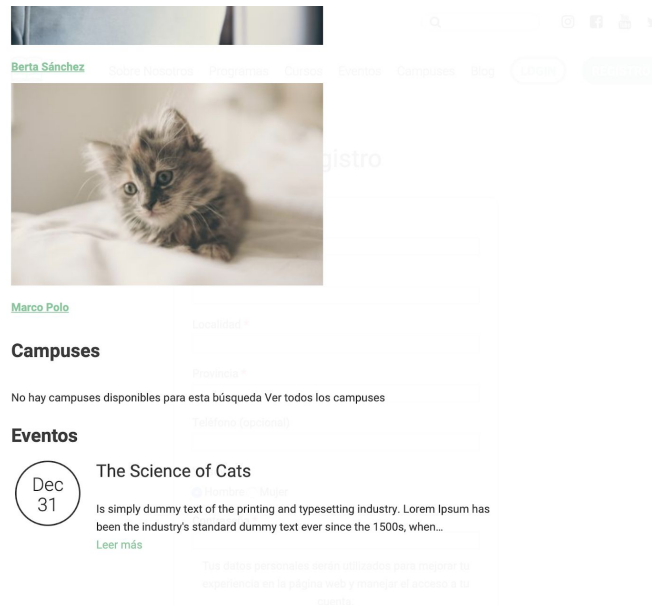 Berta Sánchez
Sobre Nosotros Programas Cursos Eventos Campuses Blog
gistro
Marco Polo
Localidad *
Campuses
Provincia *
No hay campuses disponibles para esta búsqueda Ver todos los campuses
Teléfono (opcional)
Eventos
The Science of Cats
Dec
31
Hombre Mujer
Is simply dummy text of the printing and typesetting industry. Lorem Ipsum has
been the industry's standard dummy text ever since the 1500s, when...
Leer más
Tus datos personales serán utilizados para mejorar tu
experiencia en la página web y manejar el acceso a tu
cuenta.